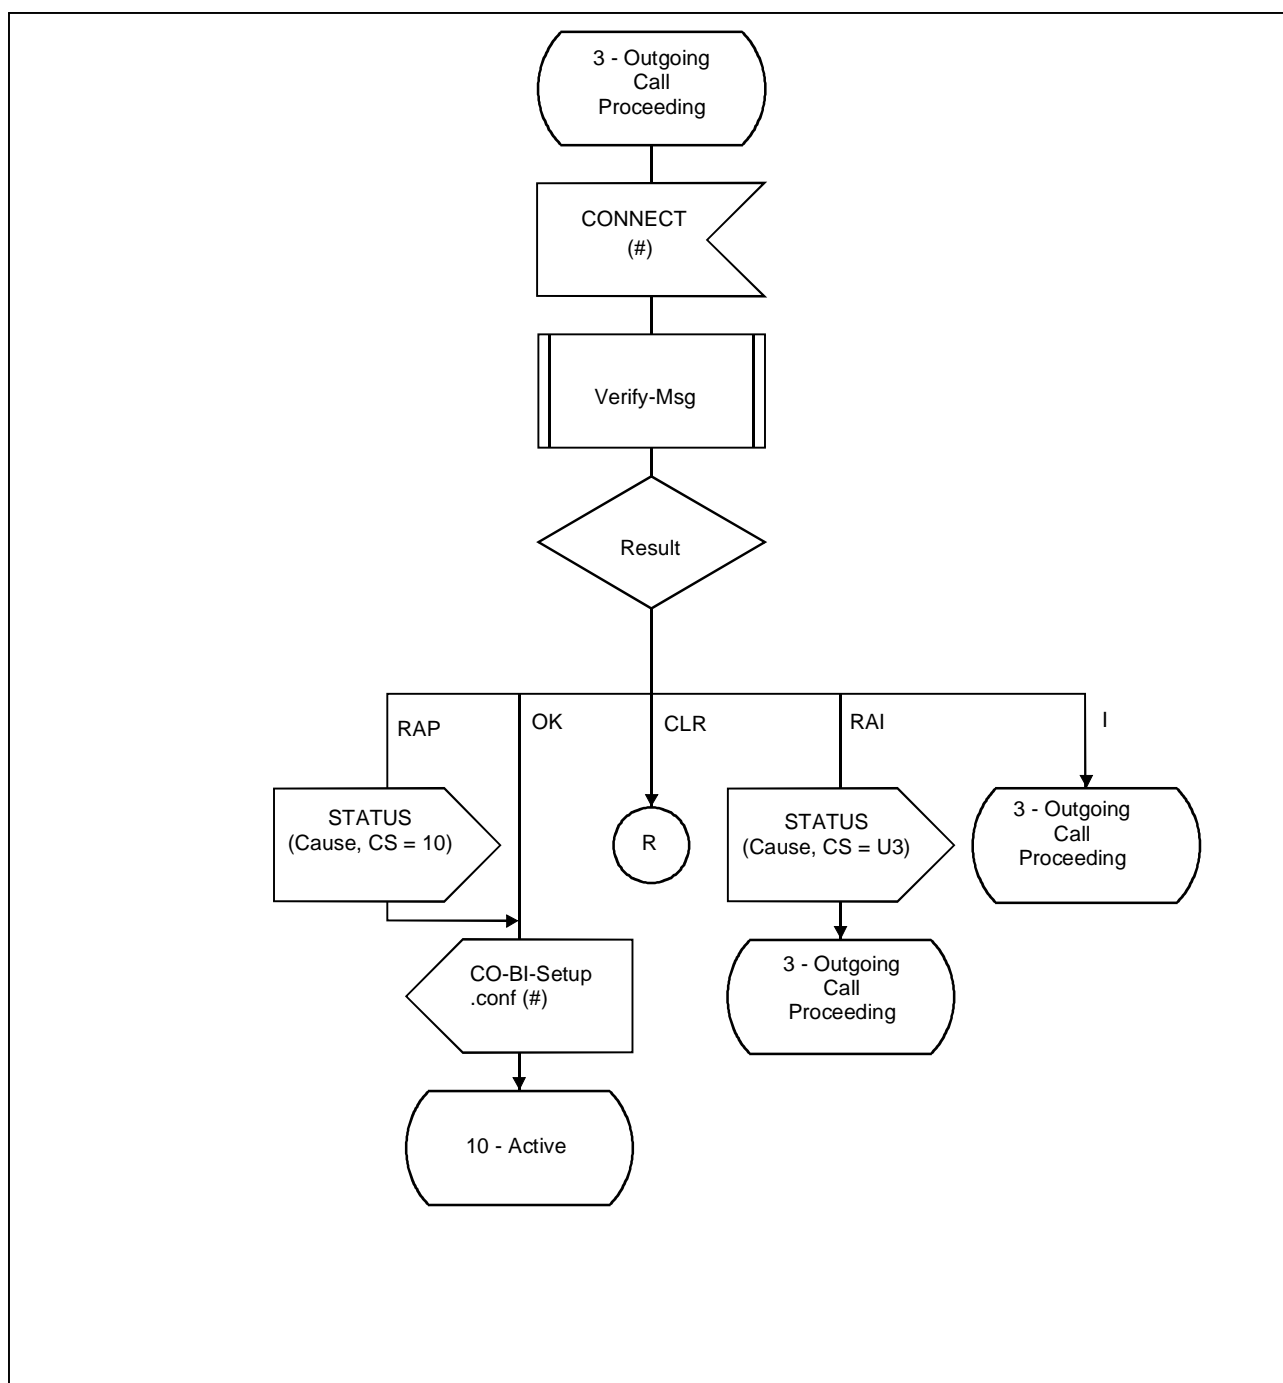 3 - Outgoing
Call
Proceeding
CONNECT
(#)
Verify-Msg
Result
RAP
OK
CLR
RAI
I
STATUS
(Cause, CS = 10)
R
STATUS
(Cause, CS = U3)
3 - Outgoing
Call
Proceeding
CO-BI-Setup
.conf (#)
3 - Outgoing
Call
Proceeding
10 - Active